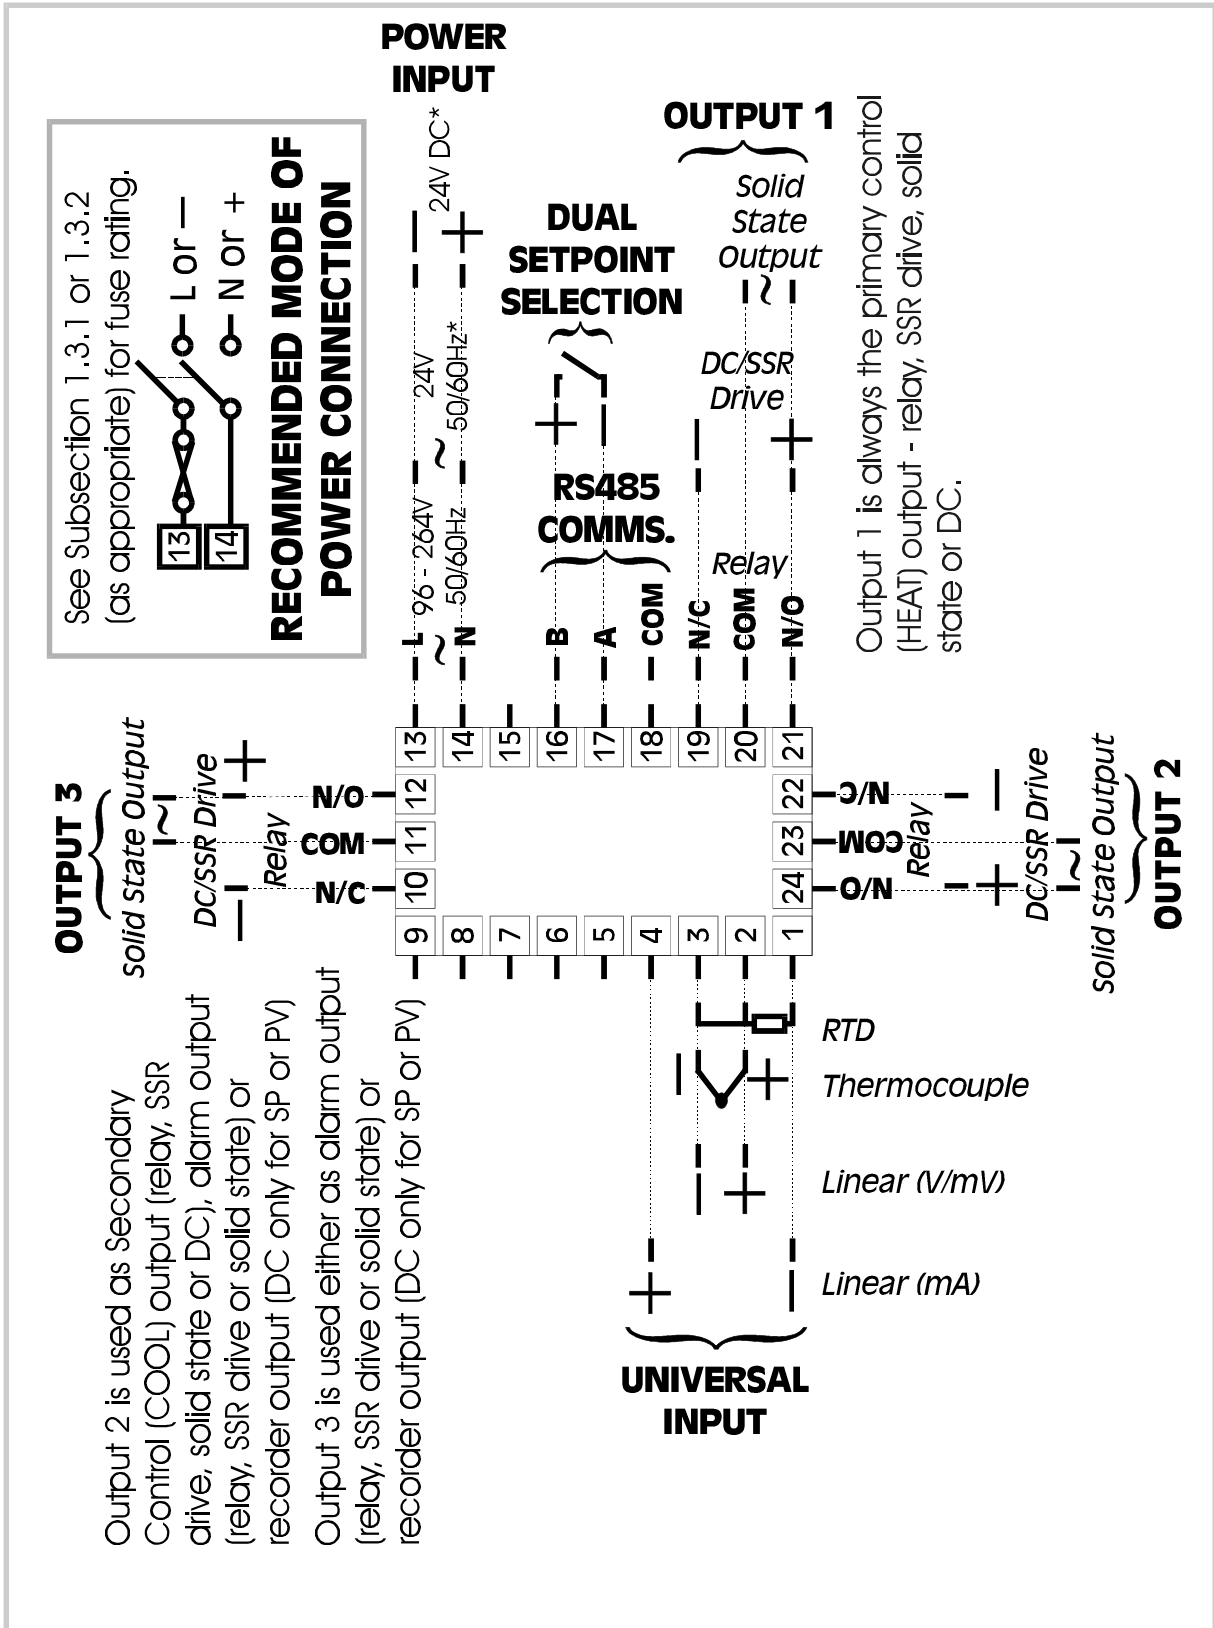 POWER
INPUT
24V DC*
24V
50/60Hz*
96 - 264V
50/60Hz
L
N
See Subsection 1.3.1 or 1.3.2
(as appropriate) for fuse rating.
L or —
N or +
13
14
RECOMMENDED MODE OF
POWER CONNECTION
DUAL
SETPOINT
SELECTION
RS485
COMMS.
B
A
COM
OUTPUT 1
Solid
State
Output
~
DC/SSR
Drive
Relay
N/C
COM
N/O
Output 1 is always the primary control
(HEAT) output - relay, SSR drive, solid
state or DC.
OUTPUT 3
Solid State Output
~
DC/SSR Drive
Relay
N/O
COM
N/C
13
14
15
16
17
18
19
20
21
12
11
10
22
23
24
9
8
7
6
5
4
3
2
1
N/C
COM
N/O
Relay
DC/SSR Drive
~
Solid State Output
OUTPUT 2
Output 2 is used as Secondary
Control (COOL) output (relay, SSR
drive, solid state or DC), alarm output
(relay, SSR drive or solid state) or
recorder output (DC only for SP or PV)
Output 3 is used either as alarm output
(relay, SSR drive or solid state) or
recorder output (DC only for SP or PV)
RTD
Thermocouple
Linear (V/mV)
Linear (mA)
UNIVERSAL
INPUT